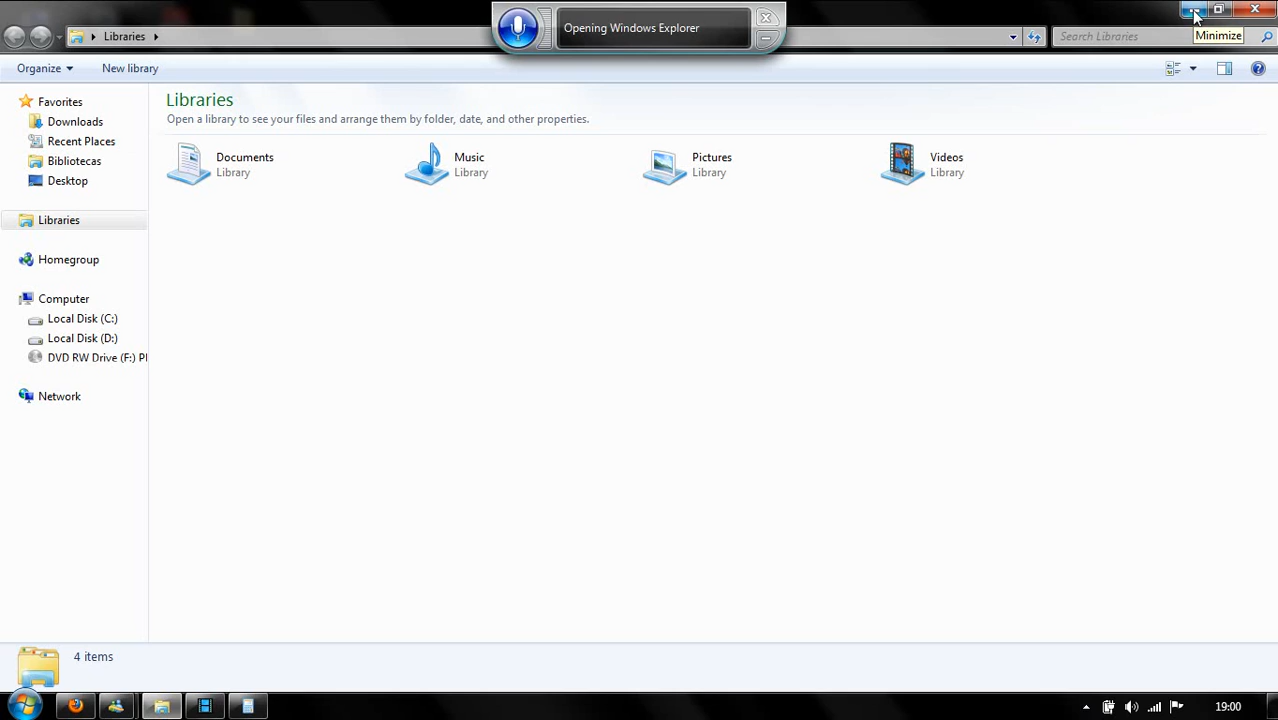 Opening Windows Explorer
Minimize
Libraries
Search Libraries
Organize
New library
Favorites
Downloads
Recent Places
Bibliotecas
Desktop
Libraries
Homegroup
Computer
Local Disk (C:)
Local Disk (D:)
DVD RW Drive (F:) Pl
Network
Libraries
Open a library to see your files and arrange them by folder, date, and other properties.
Documents
Library
Music
Library
Pictures
Library
Videos
Library
4 items
19:00